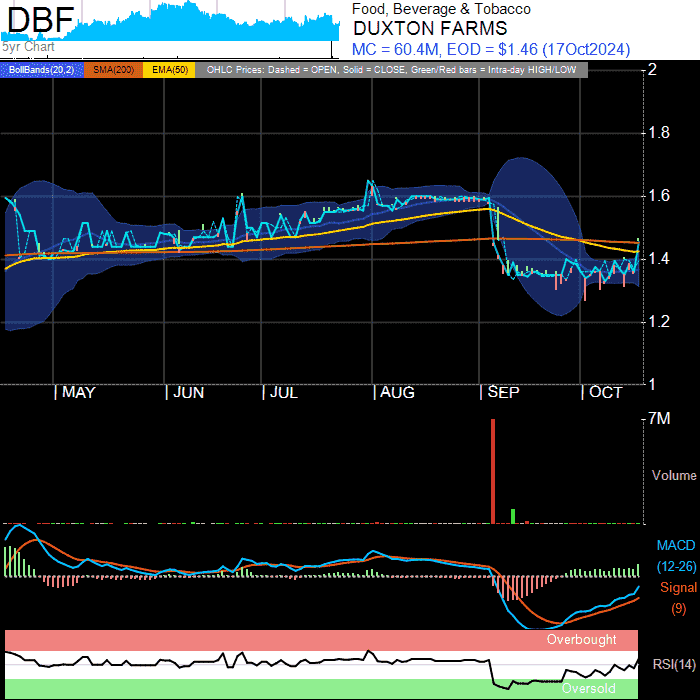 DBF
5yr Chart
Food, Beverage & Tobacco
DUXTON FARMS
MC = 60.4M, EOD = $1.46 (17Oct2024)
BollBands(20,2) SMA(200) EMA(50) OHLC Prices: Dashed = OPEN, Solid = CLOSE, Green/Red bars = Intra-day HIGH/LOW
2
1.8
1.6
1.4
1.2
1
MAY JUN JUL AUG SEP OCT
7M
Volume
MACD
(12-26)
Signal
(9)
Overbought
RSI(14)
Oversold